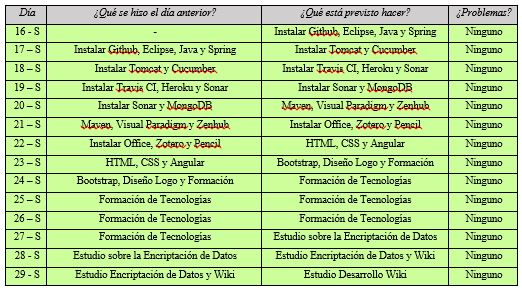 Día ¿Qué se hizo el día anterior? ¿Qué está previsto hacer? ¿Problemas?
16 - S - Instalar Github, Eclipse, Java y Spring Ninguno
17 – S Instalar Github, Eclipse, Java y Spring Instalar Tomcat y Cucumber Ninguno
18 – S Instalar Tomcat y Cucumber Instalar Travis CI, Heroku y Sonar Ninguno
19 – S Instalar Travis CI, Heroku y Sonar Instalar Sonar y MongoDB Ninguno
20 – S Instalar Sonar y MongoDB Maven, Visual Paradigm y Zenhub Ninguno
21 – S Maven, Visual Paradigm y Zenhub Instalar Office, Zotero y Pencil Ninguno
22 – S Instalar Office, Zotero y Pencil HTML, CSS y Angular Ninguno
23 – S HTML, CSS y Angular Bootstrap, Diseño Logo y Formación Ninguno
24 – S Bootstrap, Diseño Logo y Formación Formación de Tecnologías Ninguno
25 – S Formación de Tecnologías Formación de Tecnologías Ninguno
26 – S Formación de Tecnologías Formación de Tecnologías Ninguno
27 – S Formación de Tecnologías Estudio sobre la Encriptación de Datos Ninguno
28 - S Estudio sobre la Encriptación de Datos Estudio Encriptación de Datos y Wiki Ninguno
29 - S Estudio Encriptación de Datos y Wiki Estudio Desarrollo Wiki Ninguno